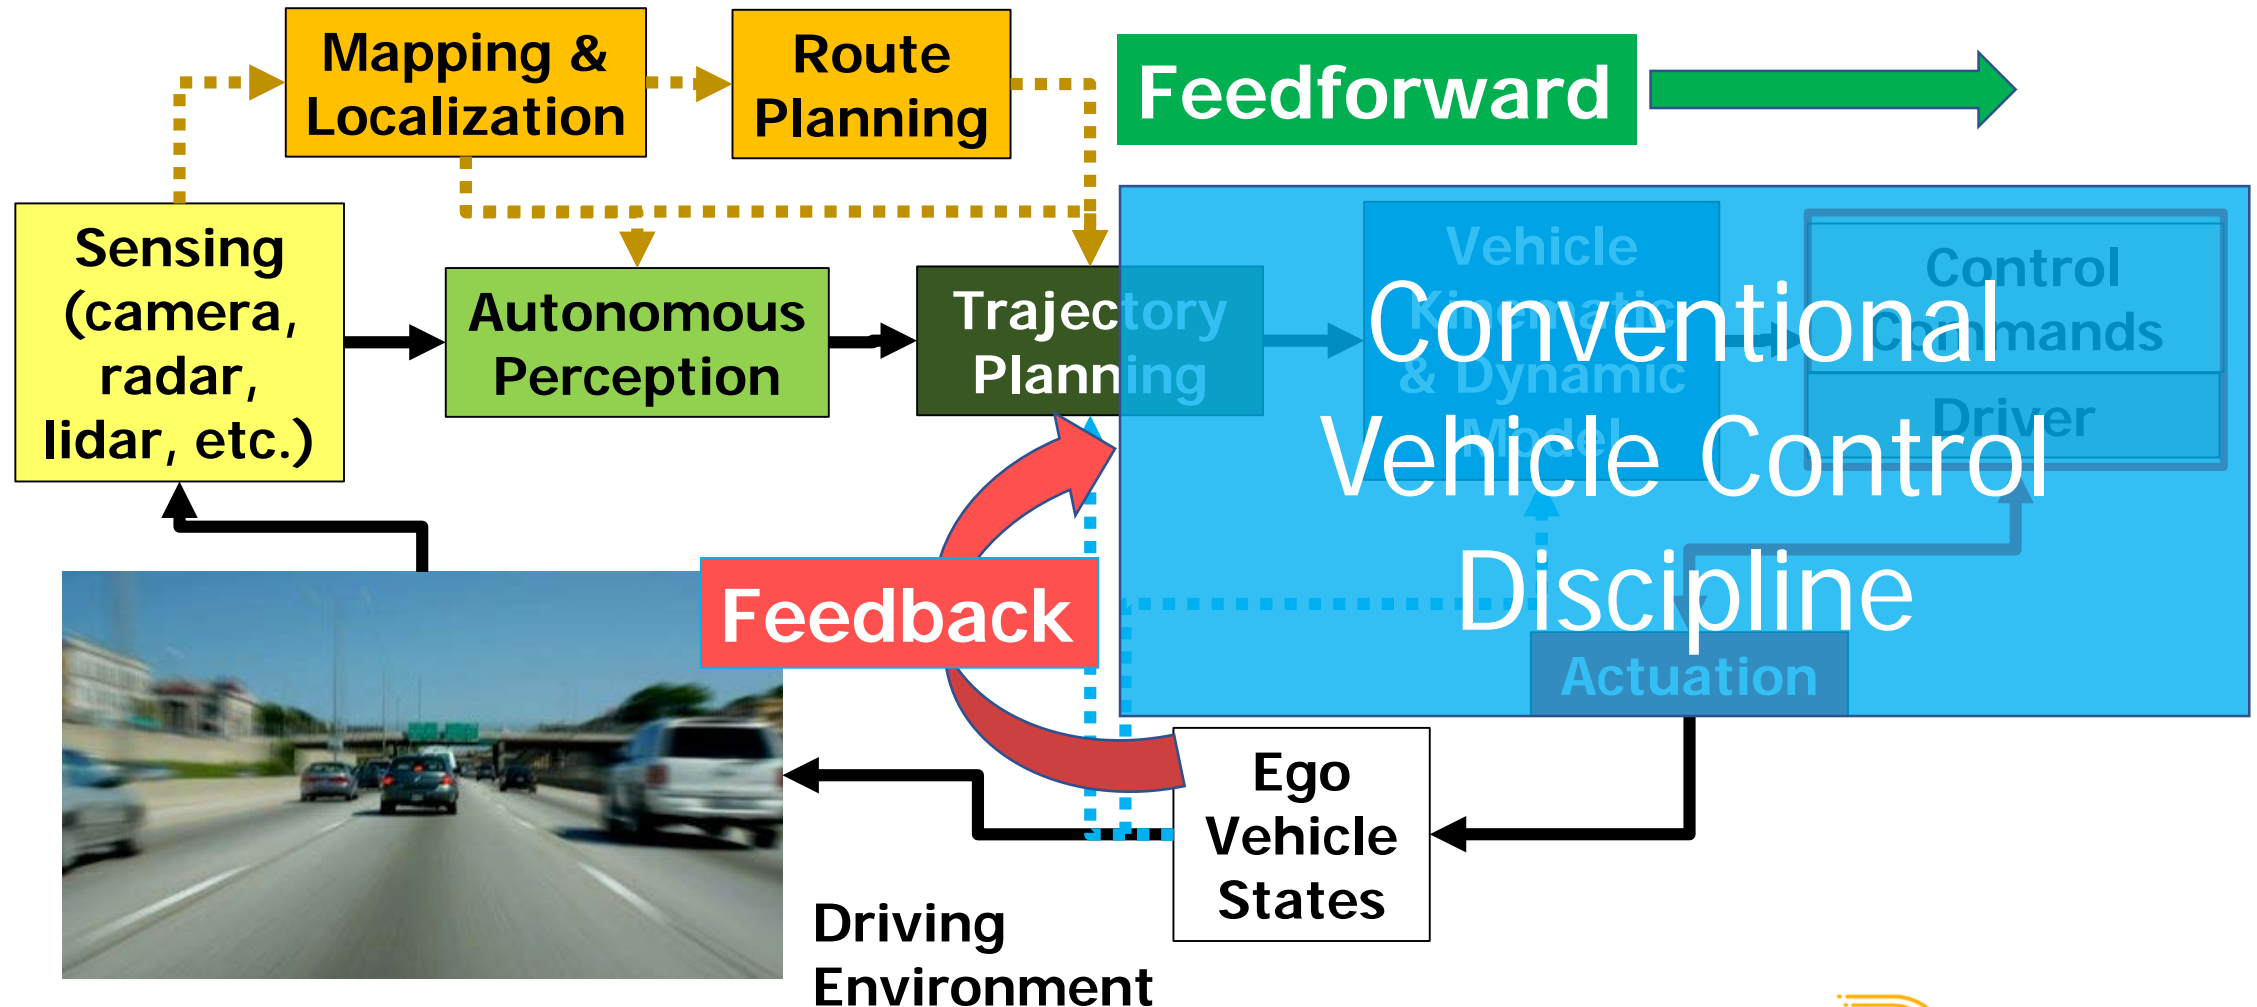 Mapping &
Localization
Route
Planning
Feedforward
Sensing
(camera,
radar,
lidar, etc.)
Autonomous
Perception
Trajectory
Planning
Vehicle
Kinematic
& Dynamic
Model
Control
Commands
Driver
Conventional
Vehicle Control
Discipline
Feedback
Actuation
Ego
Vehicle
States
Driving
Environment